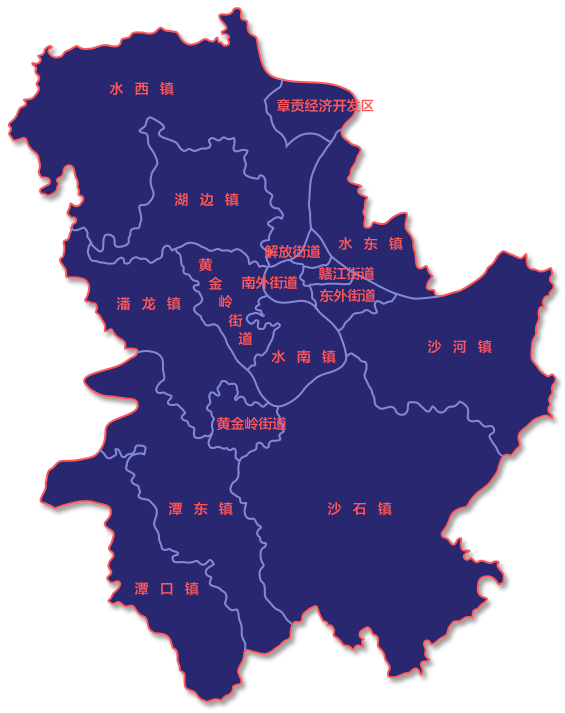 水西镇
章贡经济开发区
湖边镇
水东镇
解放街道
黄金岭街道
赣江街道
南外街道
东外街道
潘龙镇
沙河镇
水南镇
黄金岭街道
潭东镇
沙石镇
潭口镇